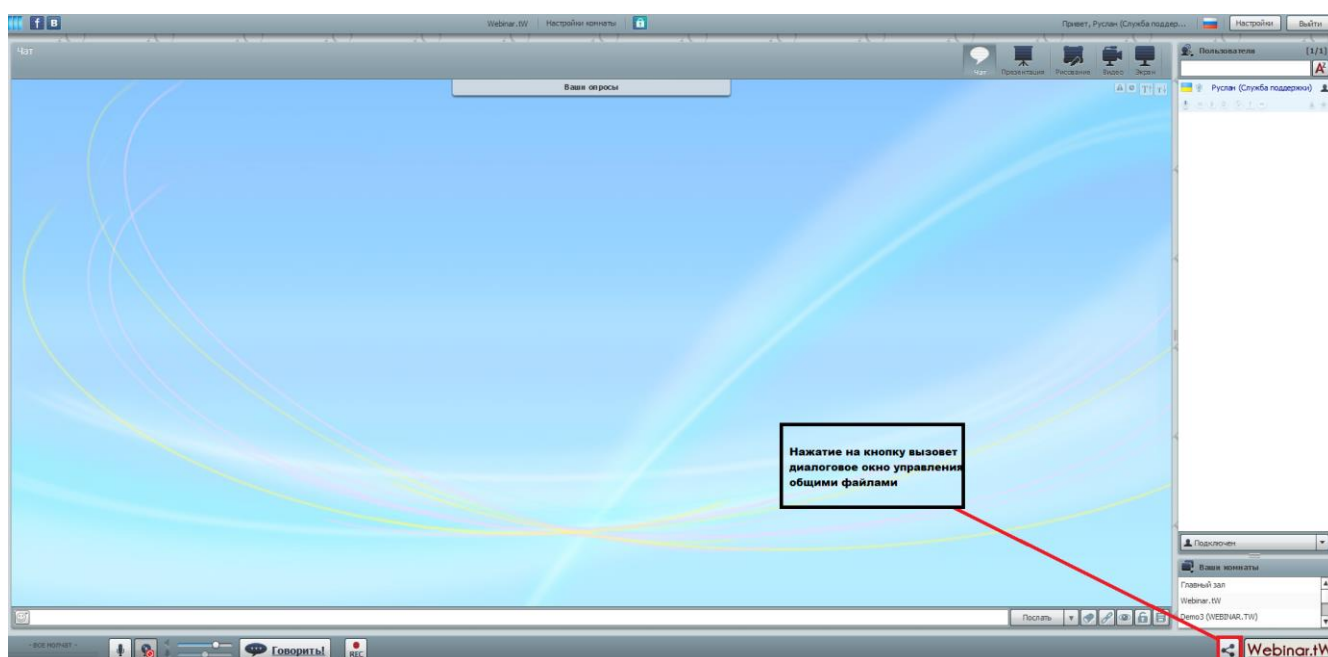 f B Webinar.tW Настройки комнаты Привет, Руслан (Служба поддер... Настройки Выйти
Чат
Чат Презентация Рисование Видео Экран
Пользователи [1/1]
Ваши опросы
Руслан (Служба поддержки)
Нажатие на кнопку вызовет
диалоговое окно управления
общими файлами
Подключен
Ваши комнаты
Главный зал
Webinar.tW
Demo3 (WEBINAR.TW)
Послать
- все молчат -
Говорить!
REC
Webinar.tW